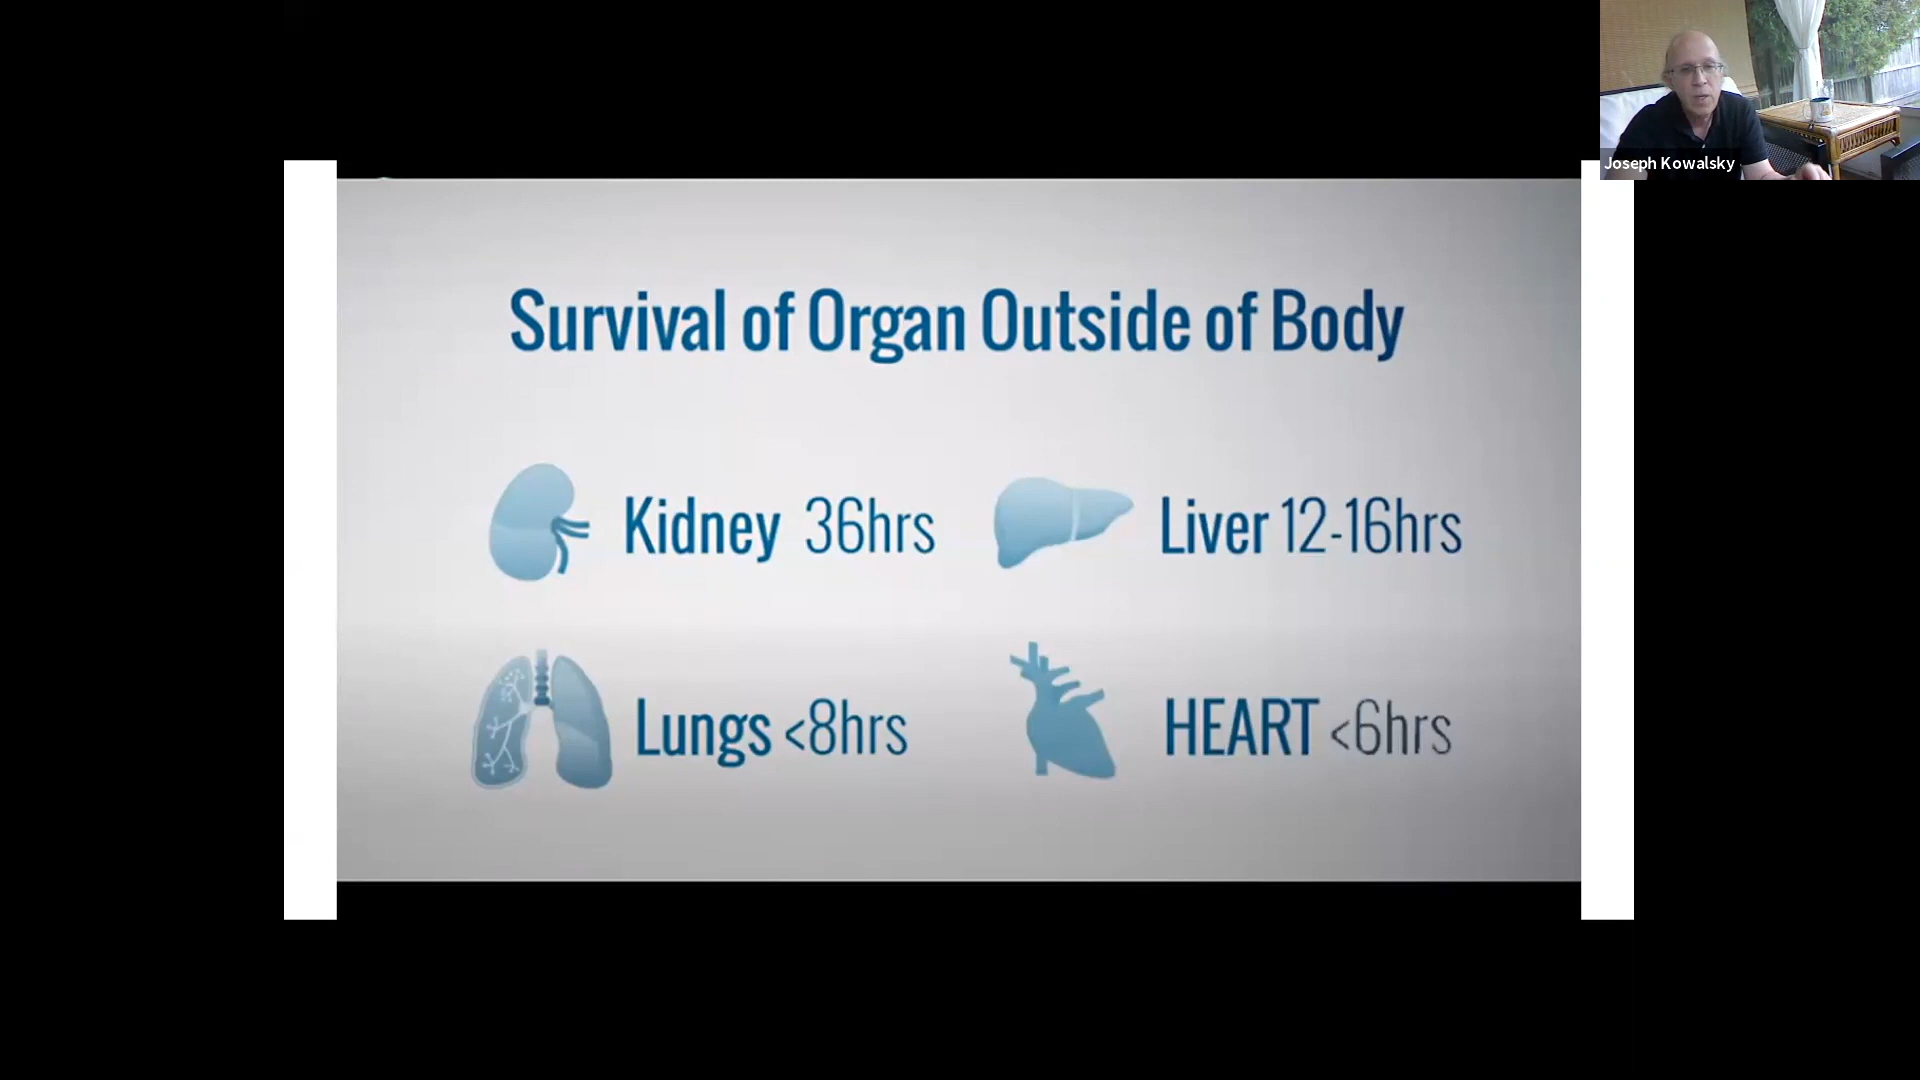 Joseph Kowalsky
Survival of Organ Outside of Body
Kidney 36hrs
Liver 12-16hrs
Lungs <8hrs
HEART <6hrs